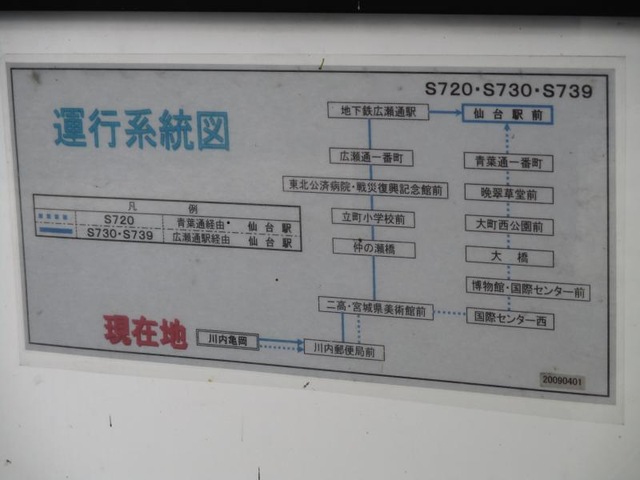 運行系統図
S720・S730・S739
地下鉄広瀬通駅
仙台駅前
広瀬通一番町
青葉通一番町
東北公済病院・戦災復興記念館前
晩翠草堂前
立町小学校前
大町西公園前
仲の瀬橋
大橋
博物館・国際センター前
二高・宮城県美術館前
国際センター西
凡例
S720 青葉通経由・仙台駅
S730・S739 広瀬通駅経由 仙台駅
現在地
川内亀岡
川内郵便局前
20090401